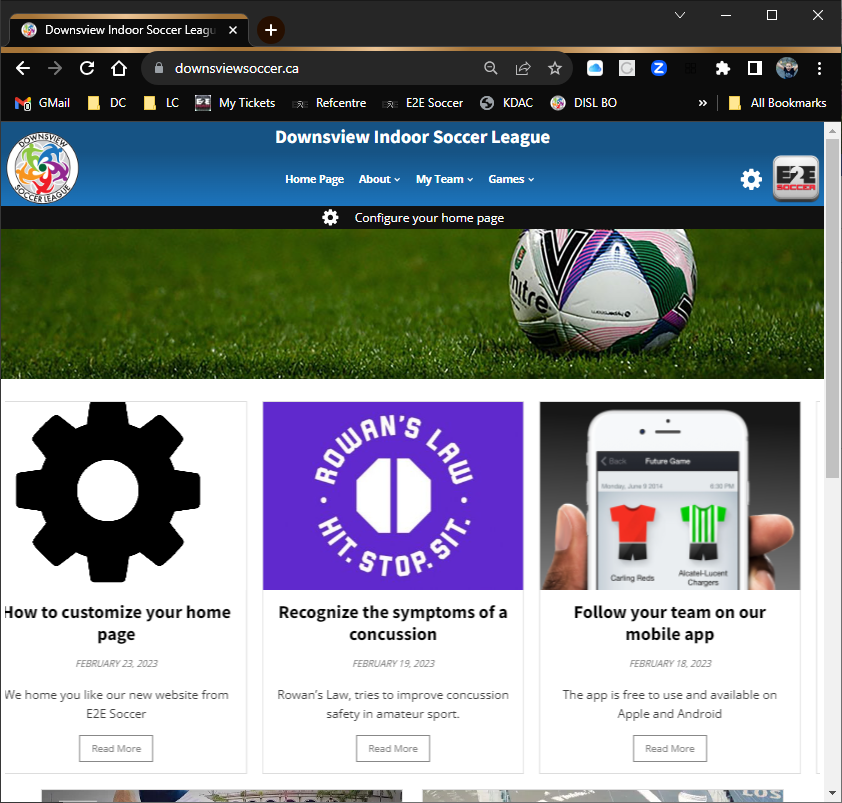 Downsview Indoor Soccer Leagu
downsviewsoccer.ca
GMail
DC
LC
My Tickets
Refcentre
E2E Soccer
KDAC
DISL BO
»
All Bookmarks
DOWNSVIEW
SOCCER LEAGUE
Downsview Indoor Soccer League
Home Page
About
My Team
Games
E2E
SOCCER
Configure your home page
mitre
ROWAN'S LAW
HIT. STOP. SIT.
Back
Future Game
Monday, June 9 2014
6:30 PM
Carling Reds
Alcatel-Lucent
Chargers
How to customize your home
page
FEBRUARY 23, 2023
We home you like our new website from
E2E Soccer
Read More
Recognize the symptoms of a
concussion
FEBRUARY 19, 2023
Rowan's Law, tries to improve concussion
safety in amateur sport.
Read More
Follow your team on our
mobile app
FEBRUARY 18, 2023
The app is free to use and available on
Apple and Android
Read More